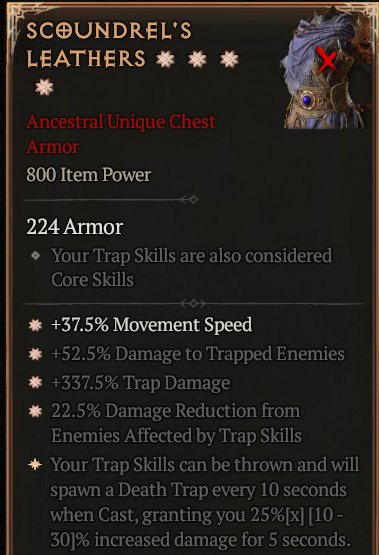 SCOUNDREL'S
LEATHERS
Ancestral Unique Chest
Armor
800 Item Power
224 Armor
Your Trap Skills are also considered
Core Skills
+37.5% Movement Speed
+52.5% Damage to Trapped Enemies
+337.5% Trap Damage
22.5% Damage Reduction from
Enemies Affected by Trap Skills
Your Trap Skills can be thrown and will
spawn a Death Trap every 10 seconds
when Cast, granting you 25%[x] [10 -
30]% increased damage for 5 seconds.